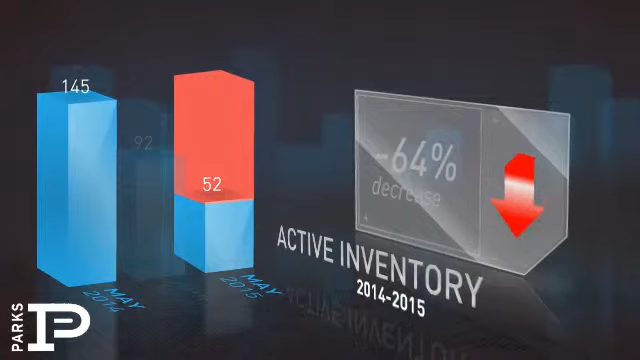 145
92
52
MAY
2014
MAY
2015
-64%
decrease
ACTIVE INVENTORY
2014-2015
PARKS
P